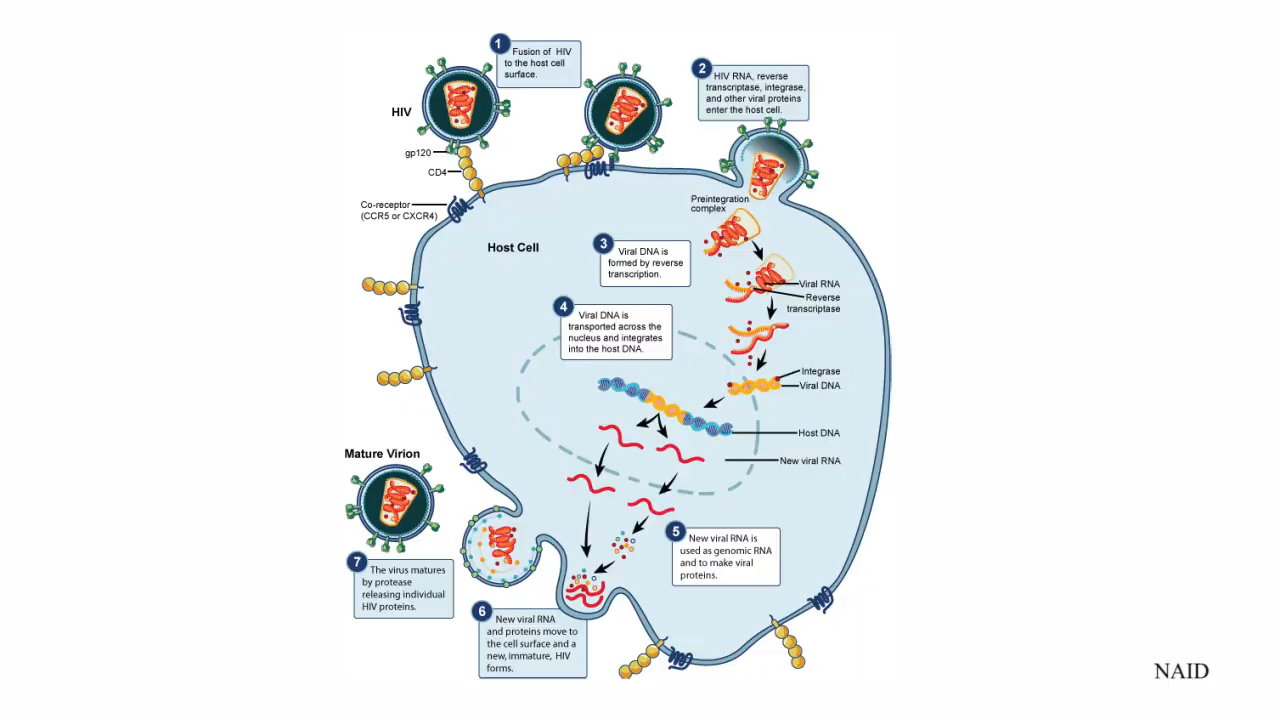 1
Fusion of HIV
to the host cell
surface.
2
HIV RNA, reverse
transcriptase, integrase,
and other viral proteins
enter the host cell.
HIV
gp120
CD4
Co-receptor
(CCR5 or CXCR4)
Preintegration
complex
Host Cell
3
Viral DNA is
formed by reverse
transcription.
Viral RNA
Reverse
transcriptase
4
Viral DNA is
transported across the
nucleus and integrates
into the host DNA.
Integrase
Viral DNA
Host DNA
New viral RNA
Mature Virion
5
New viral RNA is
used as genomic RNA
and to make viral
proteins.
7
The virus matures
by protease
releasing individual
HIV proteins.
6
New viral RNA
and proteins move to
the cell surface and a
new, immature, HIV
forms.
NAID